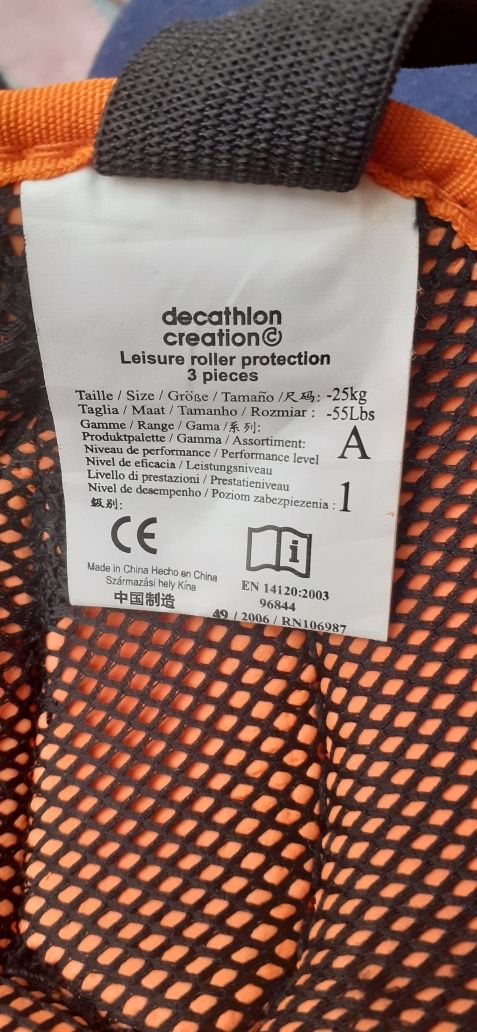 decathlon
creation©
Leisure roller protection
3 pieces
Taille / Size / Größe / Tamaño /尺码: -25kg
Taglia / Maat / Tamanho / Rozmiar : -55Lbs
Gamme / Range / Gama /系列:
Produktpalette / Gamma / Assortiment: A
Niveau de performance / Performance level
Nivel de eficacia / Leistungsniveau
Livello di prestazioni / Prestatieniveau
Nivel de desempenho / Poziom zabezpiezenia : 1
级别:
CE
i
Made in China Hecho en China
Származási hely Kína
中国制造
EN 14120:2003
96844
49 / 2006 / RN106987